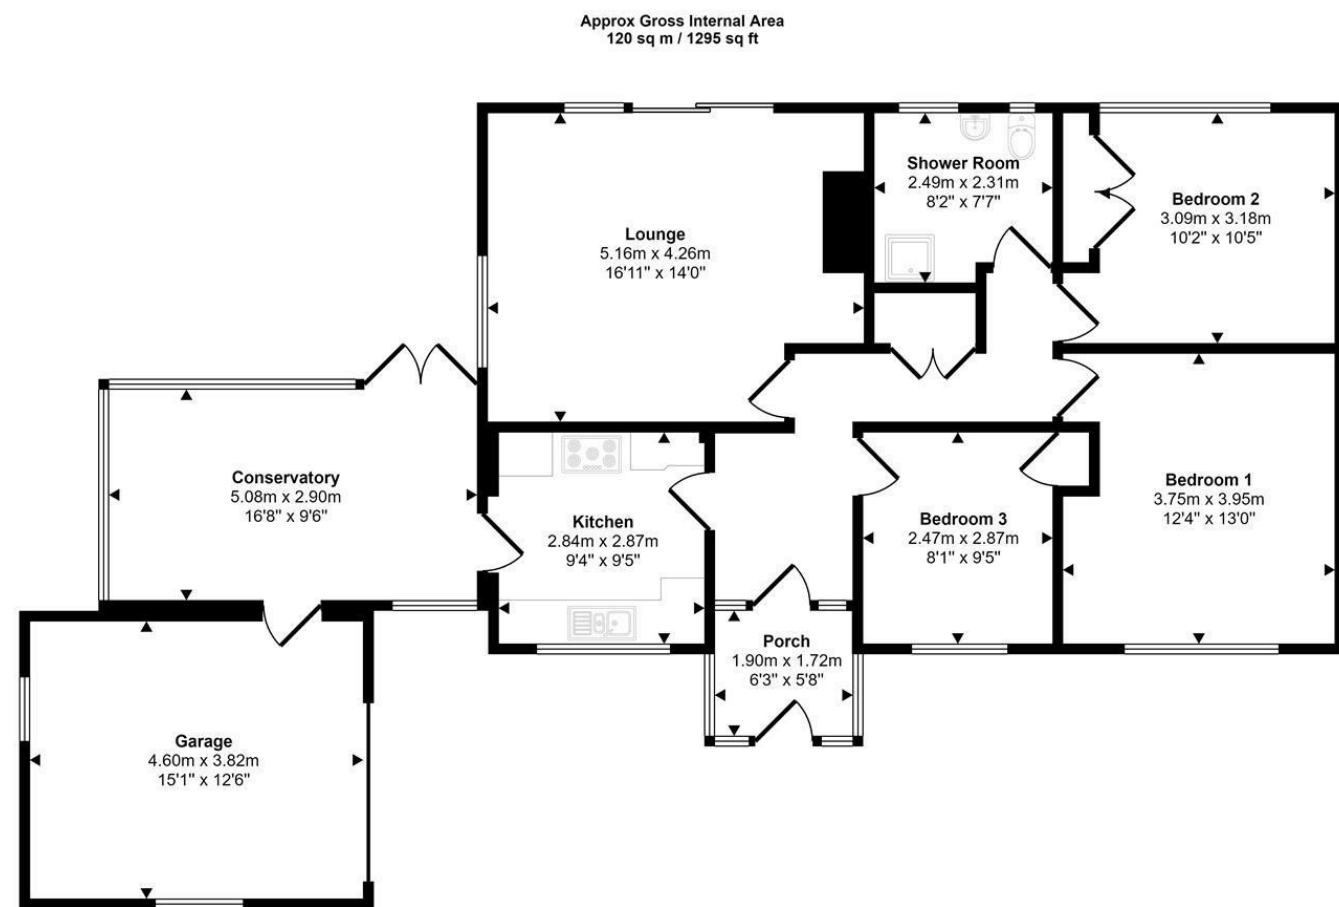 Approx Gross Internal Area
120 sq m / 1295 sq ft
Lounge
5.16m x 4.26m
16'11" x 14'0"
Shower Room
2.49m x 2.31m
8'2" x 7'7"
Bedroom 2
3.09m x 3.18m
10'2" x 10'5"
Conservatory
5.08m x 2.90m
16'8" x 9'6"
Kitchen
2.84m x 2.87m
9'4" x 9'5"
Bedroom 3
2.47m x 2.87m
8'1" x 9'5"
Bedroom 1
3.75m x 3.95m
12'4" x 13'0"
Porch
1.90m x 1.72m
6'3" x 5'8"
Garage
4.60m x 3.82m
15'1" x 12'6"